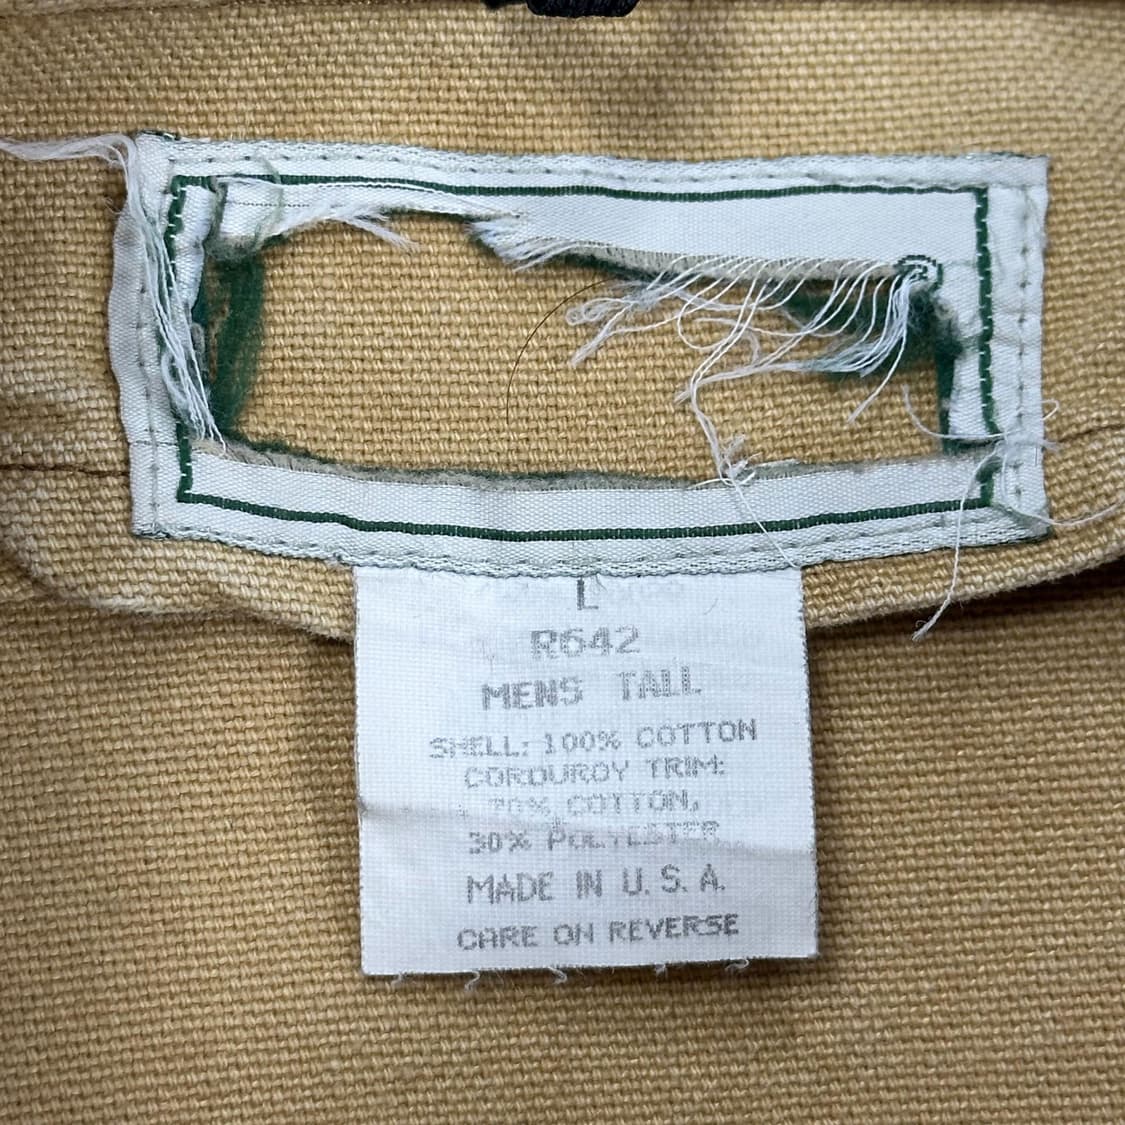 L
R642
MENS TALL
SHELL: 100% COTTON
CORDUROY TRIM:
70% COTTON,
30% POLYESTER
MADE IN U.S.A.
CARE ON REVERSE